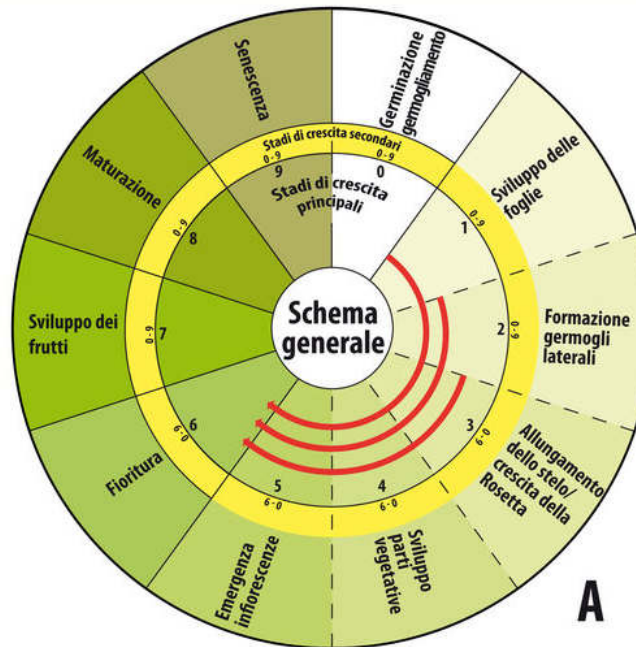 Schema
generale
Stadi di crescita secondari
Stadi di crescita
principali
Germinazione
germogliamento
0-9
0
Sviluppo delle
foglie
0-9
1
Formazione
germogli
laterali
0-9
2
Allungamento
dello stelo/
crescita della
Rosetta
0-9
3
Sviluppo
parti
vegetative
0-9
4
Emergenza
infiorescenze
0-9
5
Fioritura
0-9
6
Sviluppo dei
frutti
0-9
7
Maturazione
0-9
8
Senescenza
0-9
9
A